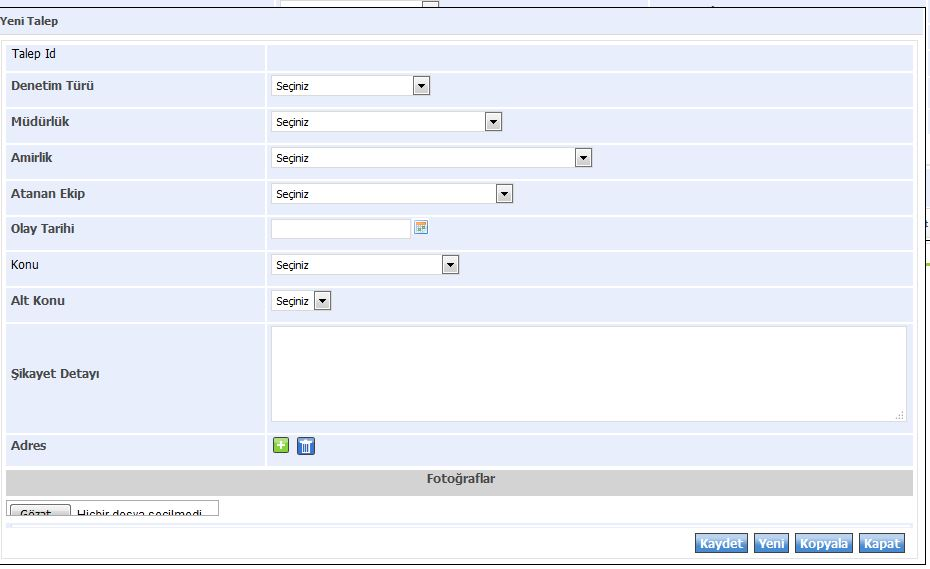 Yeni Talep
Talep Id
Denetim Türü Seçiniz
Müdürlük Seçiniz
Amirlik Seçiniz
Atanan Ekip Seçiniz
Olay Tarihi
Konu Seçiniz
Alt Konu Seçiniz
Şikayet Detayı
Adres
Fotoğraflar
Gözat... Hiçbir dosya seçilmedi.
Kaydet Yeni Kopyala Kapat